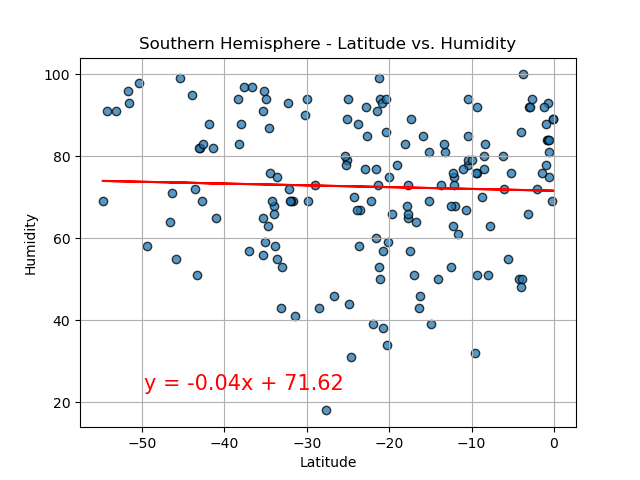 Southern Hemisphere - Latitude vs. Humidity
Humidity
100
80
60
40
20
y = -0.04x + 71.62
−50
−40
−30
−20
−10
0
Latitude